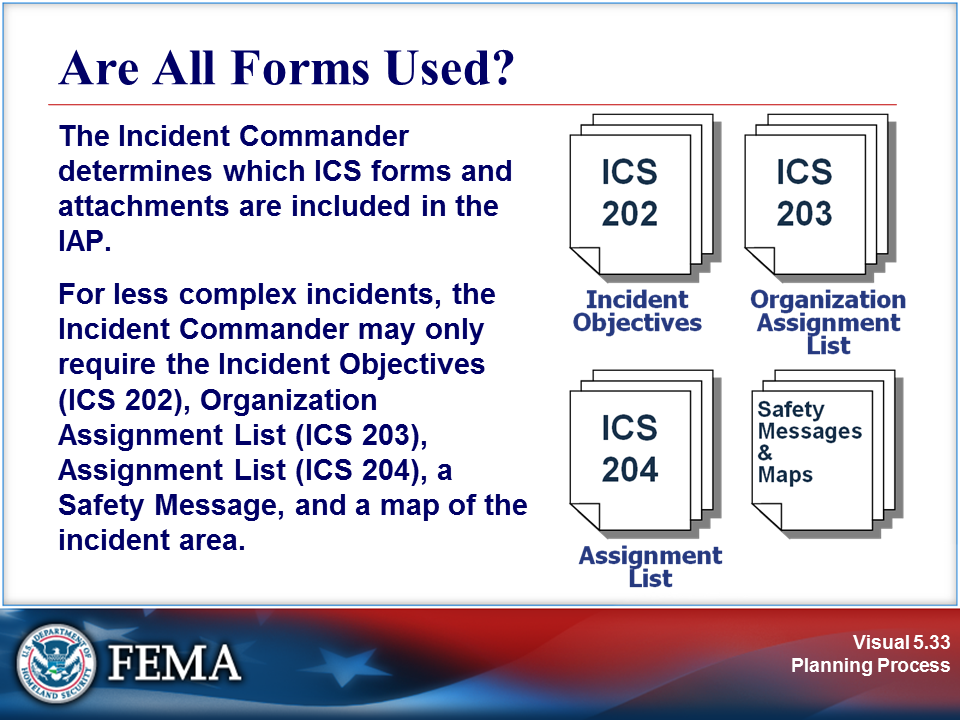 Are All Forms Used?
The Incident Commander
determines which ICS forms and
attachments are included in the
IAP.
For less complex incidents, the
Incident Commander may only
require the Incident Objectives
(ICS 202), Organization
Assignment List (ICS 203),
Assignment List (ICS 204), a
Safety Message, and a map of the
incident area.
ICS
202
Incident
Objectives
ICS
203
Organization
Assignment
List
ICS
204
Assignment
List
Safety
Messages
&
Maps
U.S. DEPARTMENT OF
HOMELAND SECURITY
FEMA
Visual 5.33
Planning Process